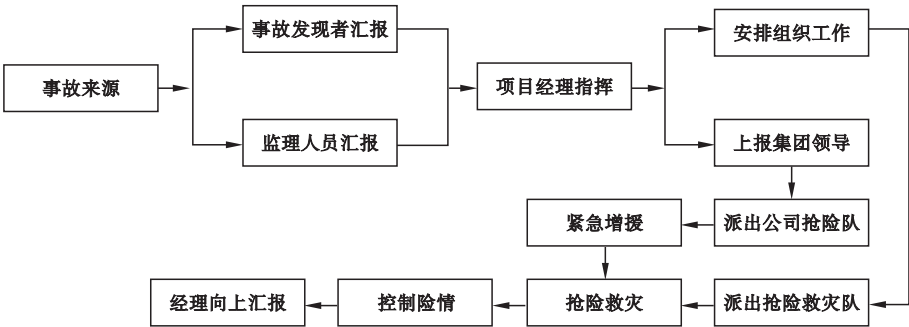 事故发现者汇报
安排组织工作
事故来源
项目经理指挥
监理人员汇报
上报集团领导
紧急增援
派出公司抢险队
经理向上汇报
控制险情
抢险救灾
派出抢险救灾队